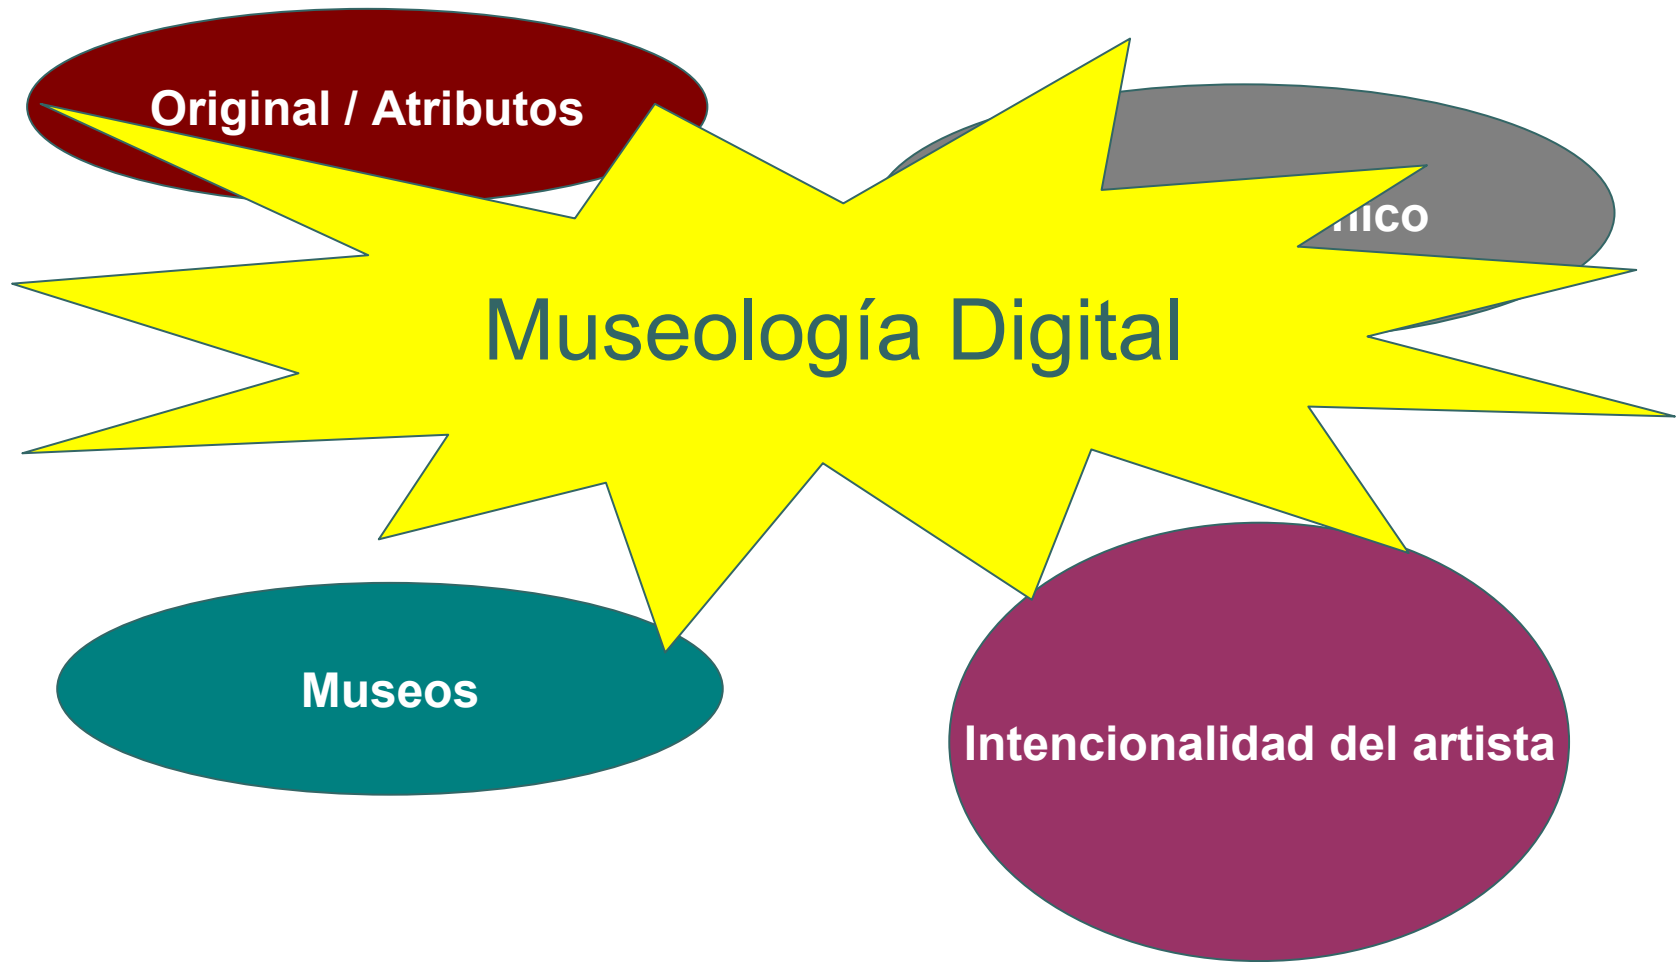 Original / Atributos
Museología Digital
Museos
Intencionalidad del artista